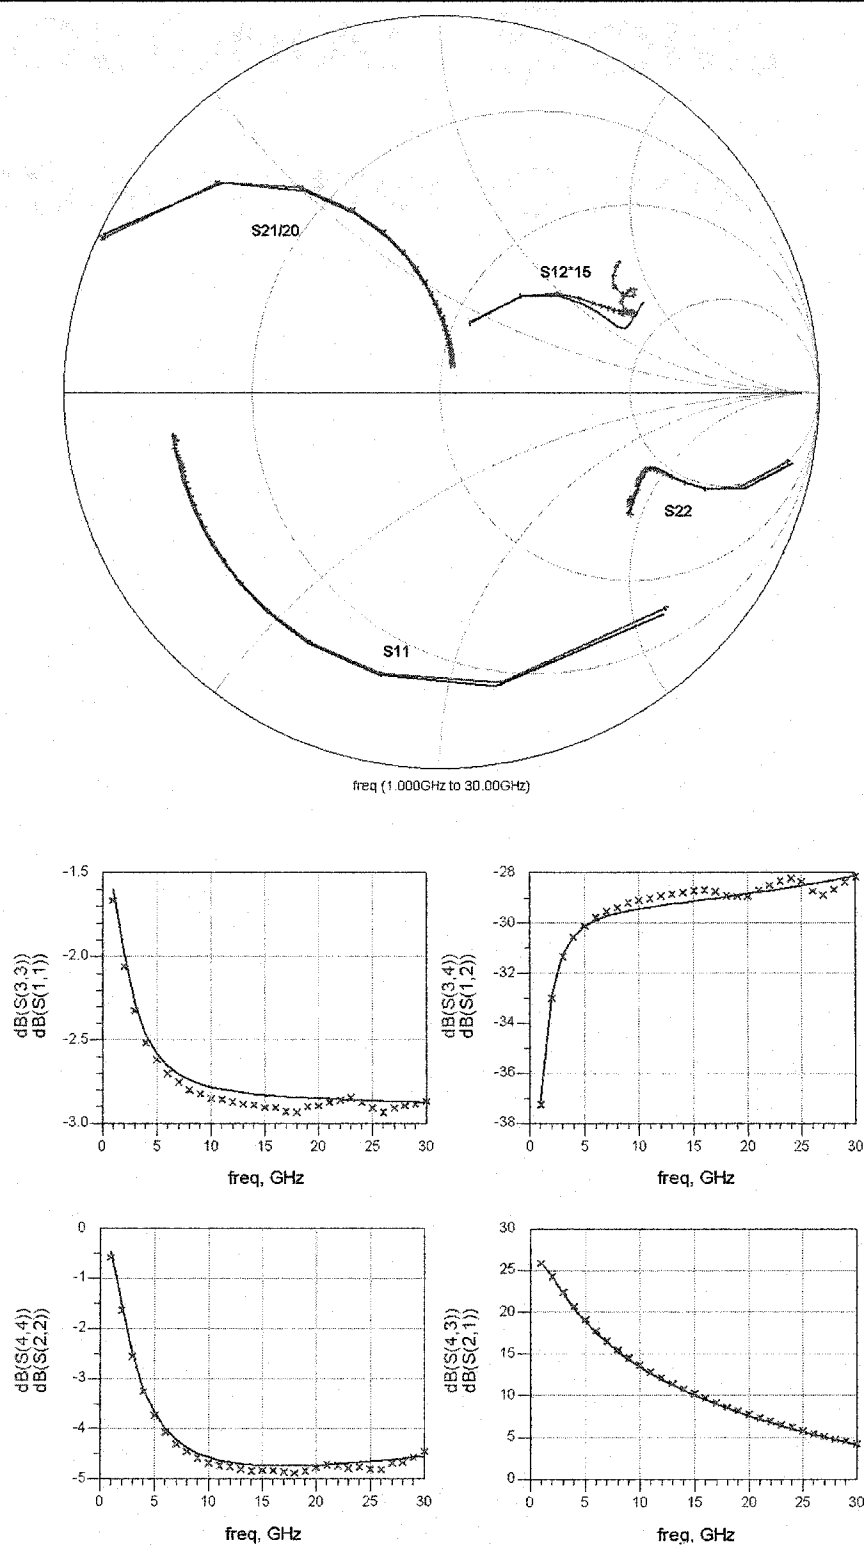 S21/20
S12*15
S22
S11
freq (1.000GHz to 30.00GHz)
dB(S(3,3))
dB(S(1,1))
-1.5
-2.0
-2.5
-3.0
0 5 10 15 20 25 30
freq, GHz
dB(S(3,4))
dB(S(1,2))
-28
-30
-32
-34
-36
-38
0 5 10 15 20 25 30
freq, GHz
dB(S(4,4))
dB(S(2,2))
0
-1
-2
-3
-4
-5
0 5 10 15 20 25 30
freq, GHz
dB(S(4,3))
dB(S(2,1))
30
25
20
15
10
5
0
0 5 10 15 20 25 30
freq, GHz